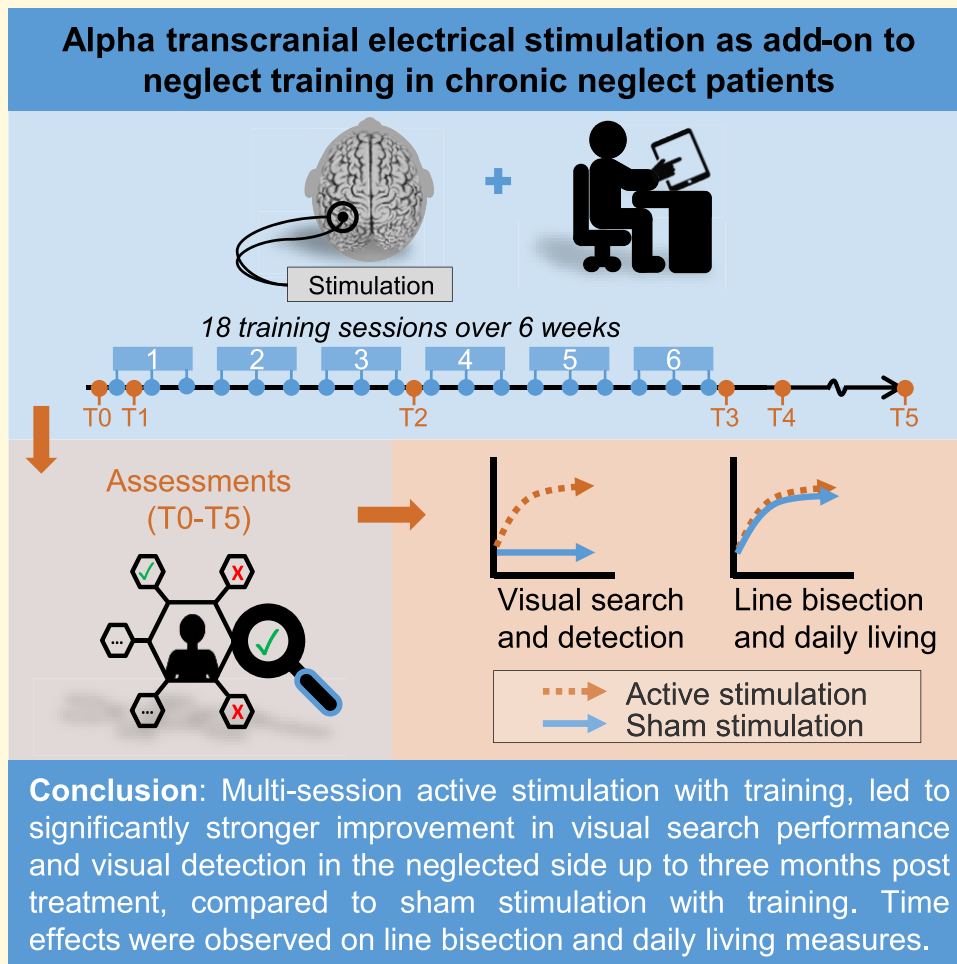 Alpha transcranial electrical stimulation as add-on to
neglect training in chronic neglect patients
Stimulation
18 training sessions over 6 weeks
1 2 3 4 5 6
T0 T1 T2 T3 T4 T5
Assessments
(T0-T5)
✓ X
... ✓
... X
Visual search
and detection
Line bisection
and daily living
Active stimulation
Sham stimulation
Conclusion: Multi-session active stimulation with training, led to
significantly stronger improvement in visual search performance
and visual detection in the neglected side up to three months post
treatment, compared to sham stimulation with training. Time
effects were observed on line bisection and daily living measures.